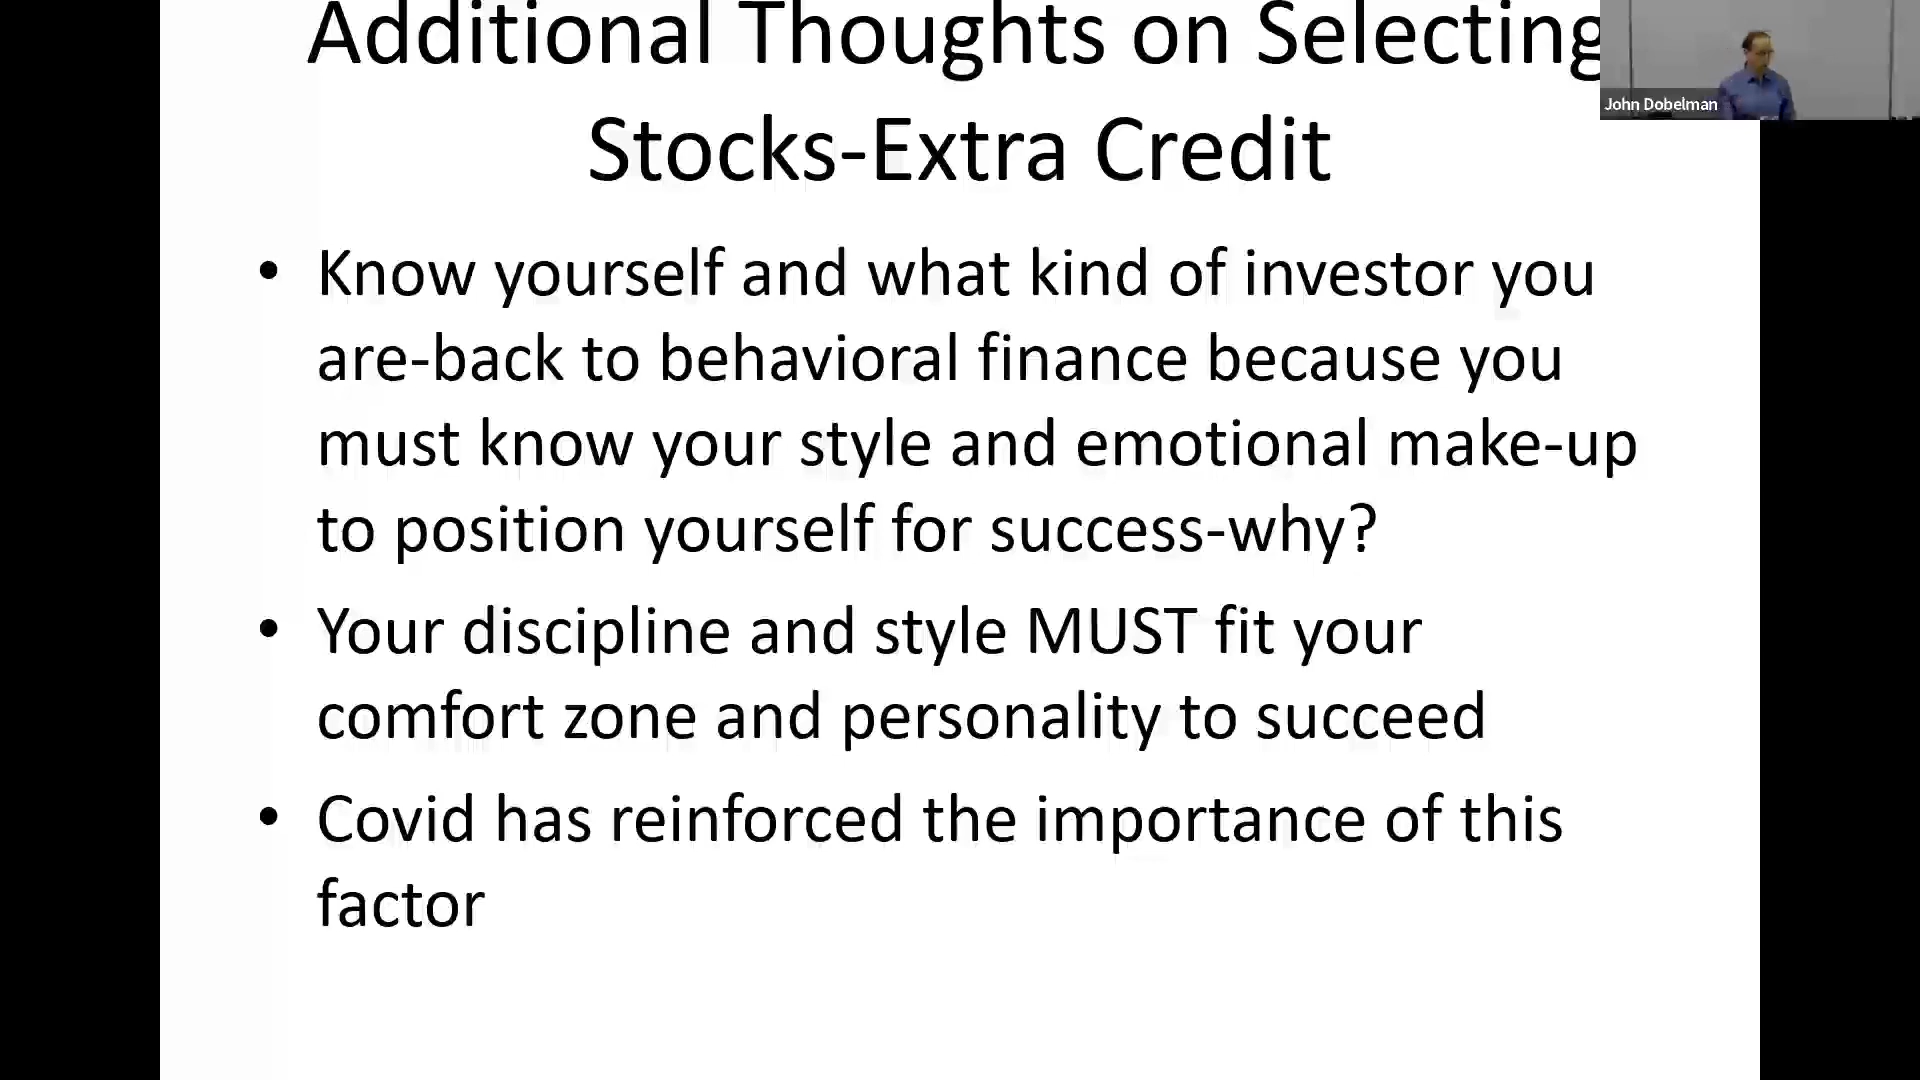 Additional Thoughts on Selecting
Stocks-Extra Credit
John Dobelman
• Know yourself and what kind of investor you
are-back to behavioral finance because you
must know your style and emotional make-up
to position yourself for success-why?
• Your discipline and style MUST fit your
comfort zone and personality to succeed
• Covid has reinforced the importance of this
factor